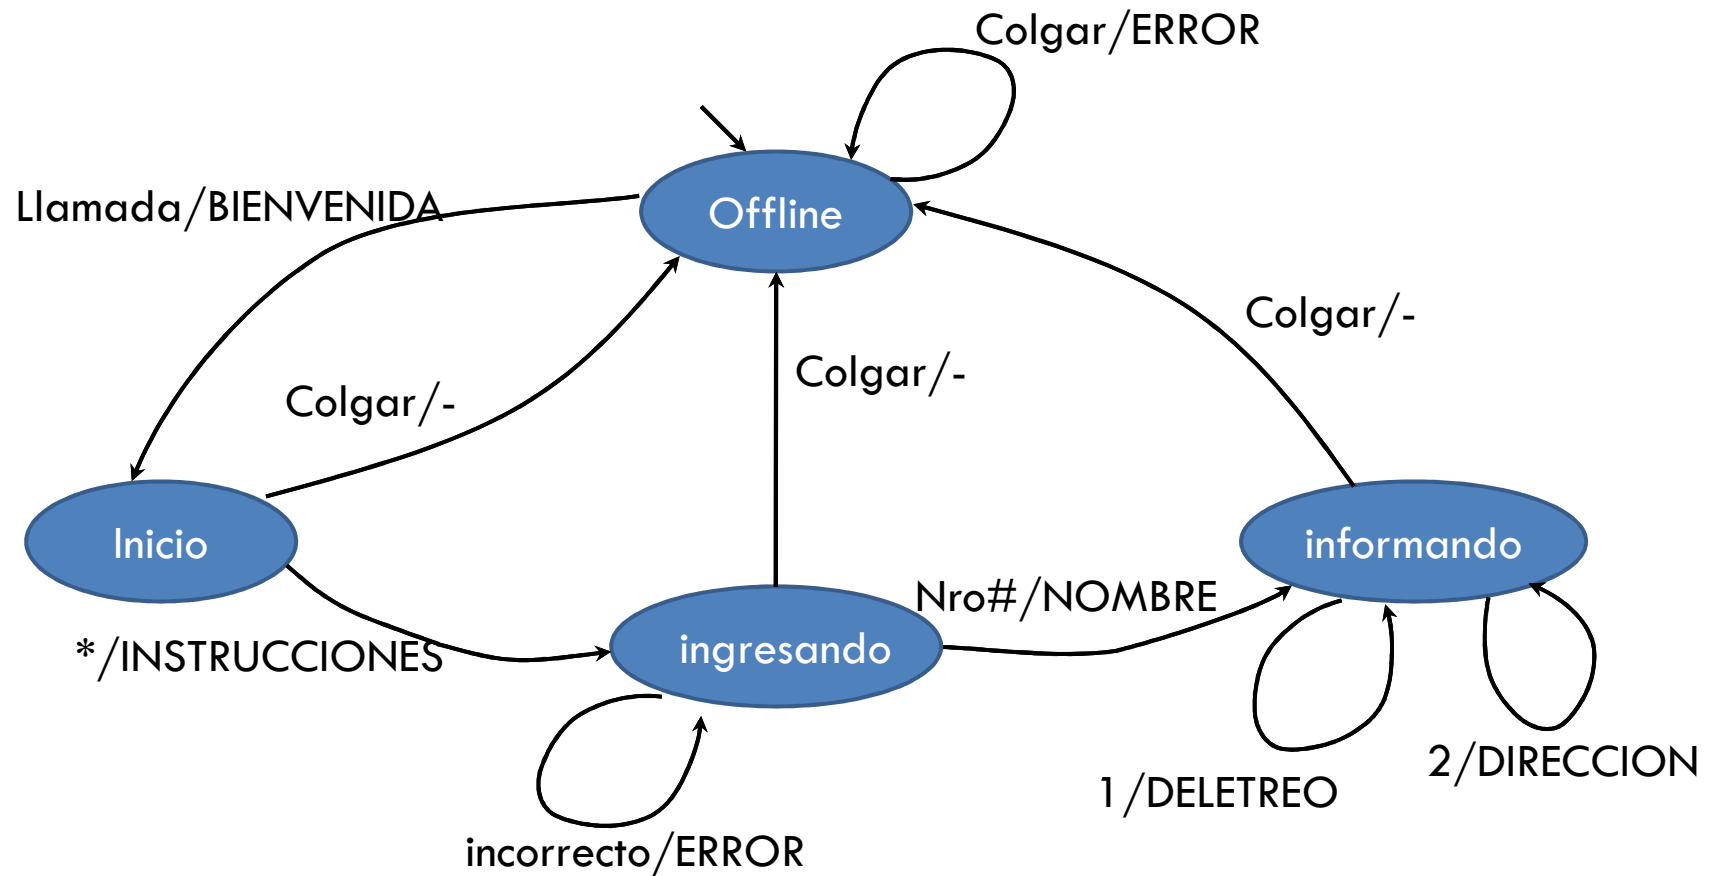 Colgar/ERROR
Llamada/BIENVENIDA
Offline
Colgar/-
Colgar/-
Colgar/-
Inicio
informando
Nro#/NOMBRE
*/INSTRUCCIONES
ingresando
2/DIRECCION
1/DELETREO
incorrecto/ERROR